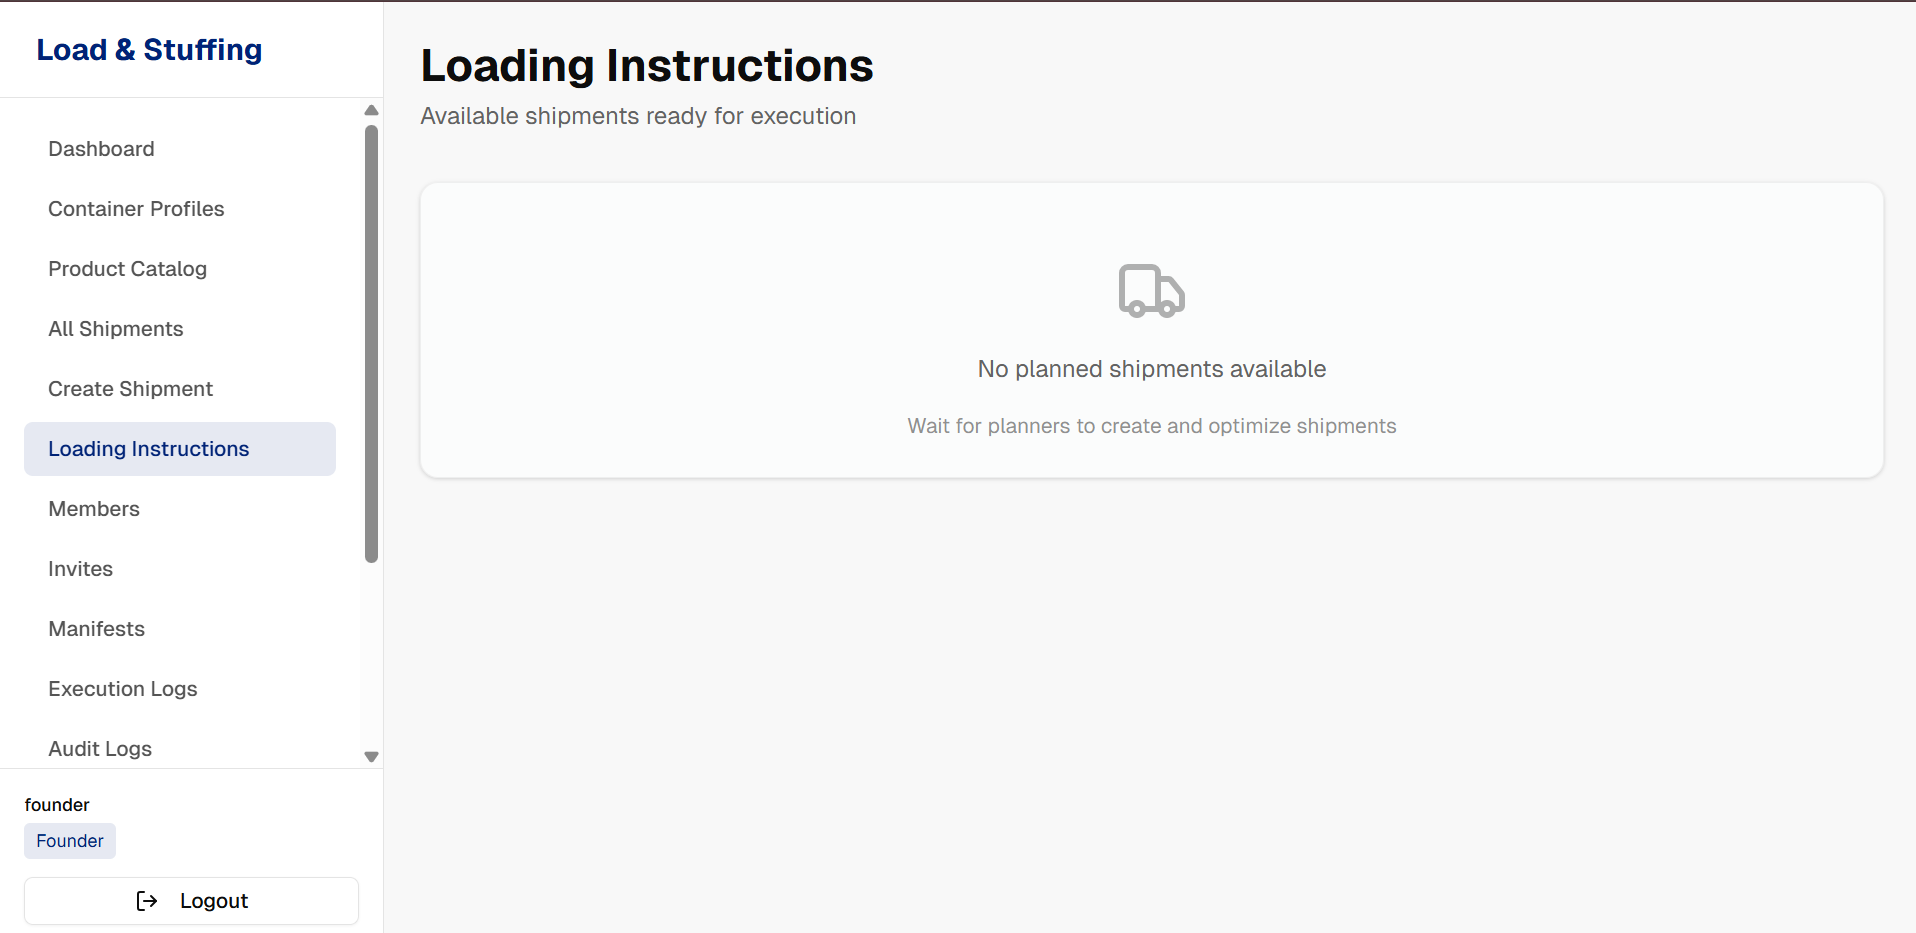 Load & Stuffing
Dashboard
Container Profiles
Product Catalog
All Shipments
Create Shipment
Loading Instructions
Members
Invites
Manifests
Execution Logs
Audit Logs
founder
Founder
Logout
Loading Instructions
Available shipments ready for execution
No planned shipments available
Wait for planners to create and optimize shipments